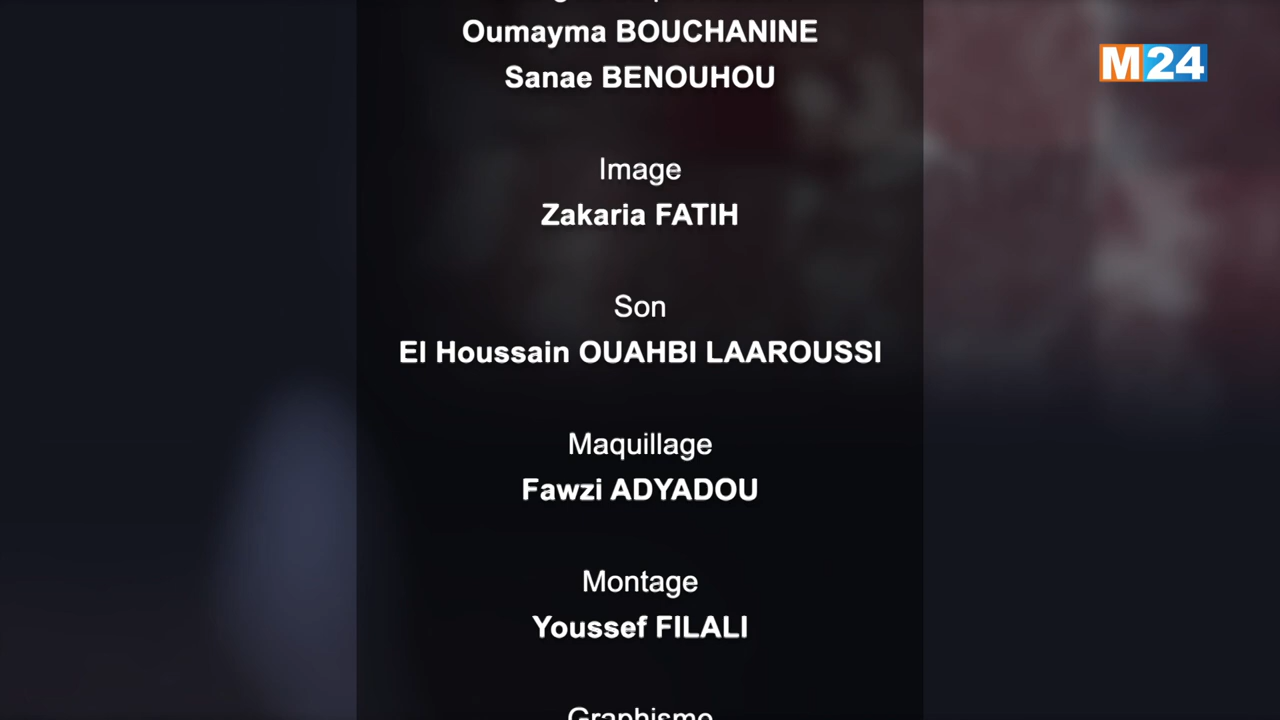 Oumayma BOUCHANINE
Sanae BENOUHOU
M24
Image
Zakaria FATIH
Son
El Houssain OUAHBI LAAROUSSI
Maquillage
Fawzi ADYADOU
Montage
Youssef FILALI
Graphisme